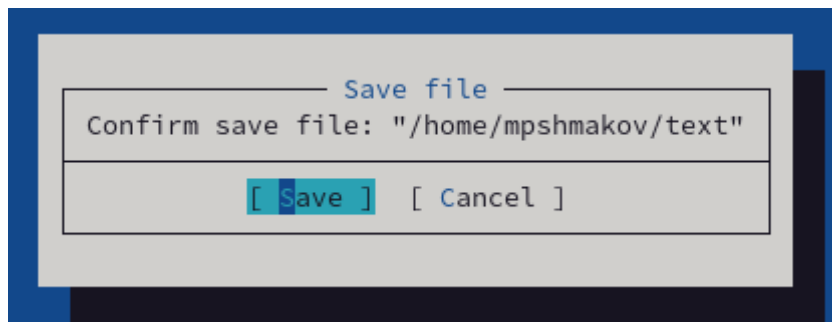 Save file
Confirm save file: "/home/mpshmakov/text"
[ Save ] [ Cancel ]